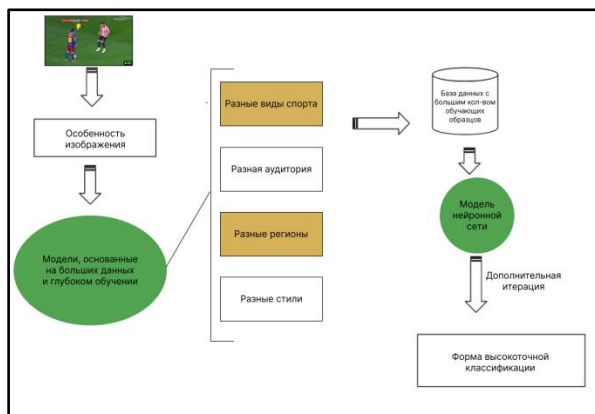 Особенность
изображения
Модели, основанные
на больших данных
и глубоком обучении
Разные виды спорта
Разная аудитория
Разные регионы
Разные стили
База данных с
большим кол-вом
обучающих
образцов
Модель
нейронной
сети
Дополнительная
итерация
Форма высокоточной
классификации